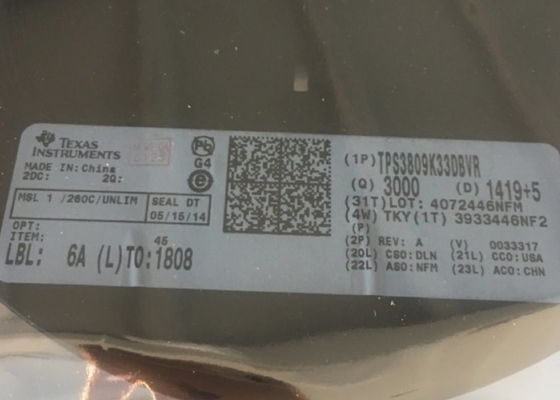 TEXAS
INSTRUMENTS
MADE IN: China
2DC: 2Q:
Pb
G4
e
MSL 1 /260C/UNLIM
SEAL DT
05/15/14
OPT:
ITEM: 45
LBL: 6A (L)TO:1808
(1P)TPS3809K33DBVR
(Q) 3000 (D) 1419+5
(31T)LOT: 4072446NFM
(4W) TKY(1T) 3933446NF2
(P)
(2P) REV: A (V) 0033317
(20L) CSO:DLN (21L) CCO:USA
(22L) ASO:NFM (23L) ACO:CHN